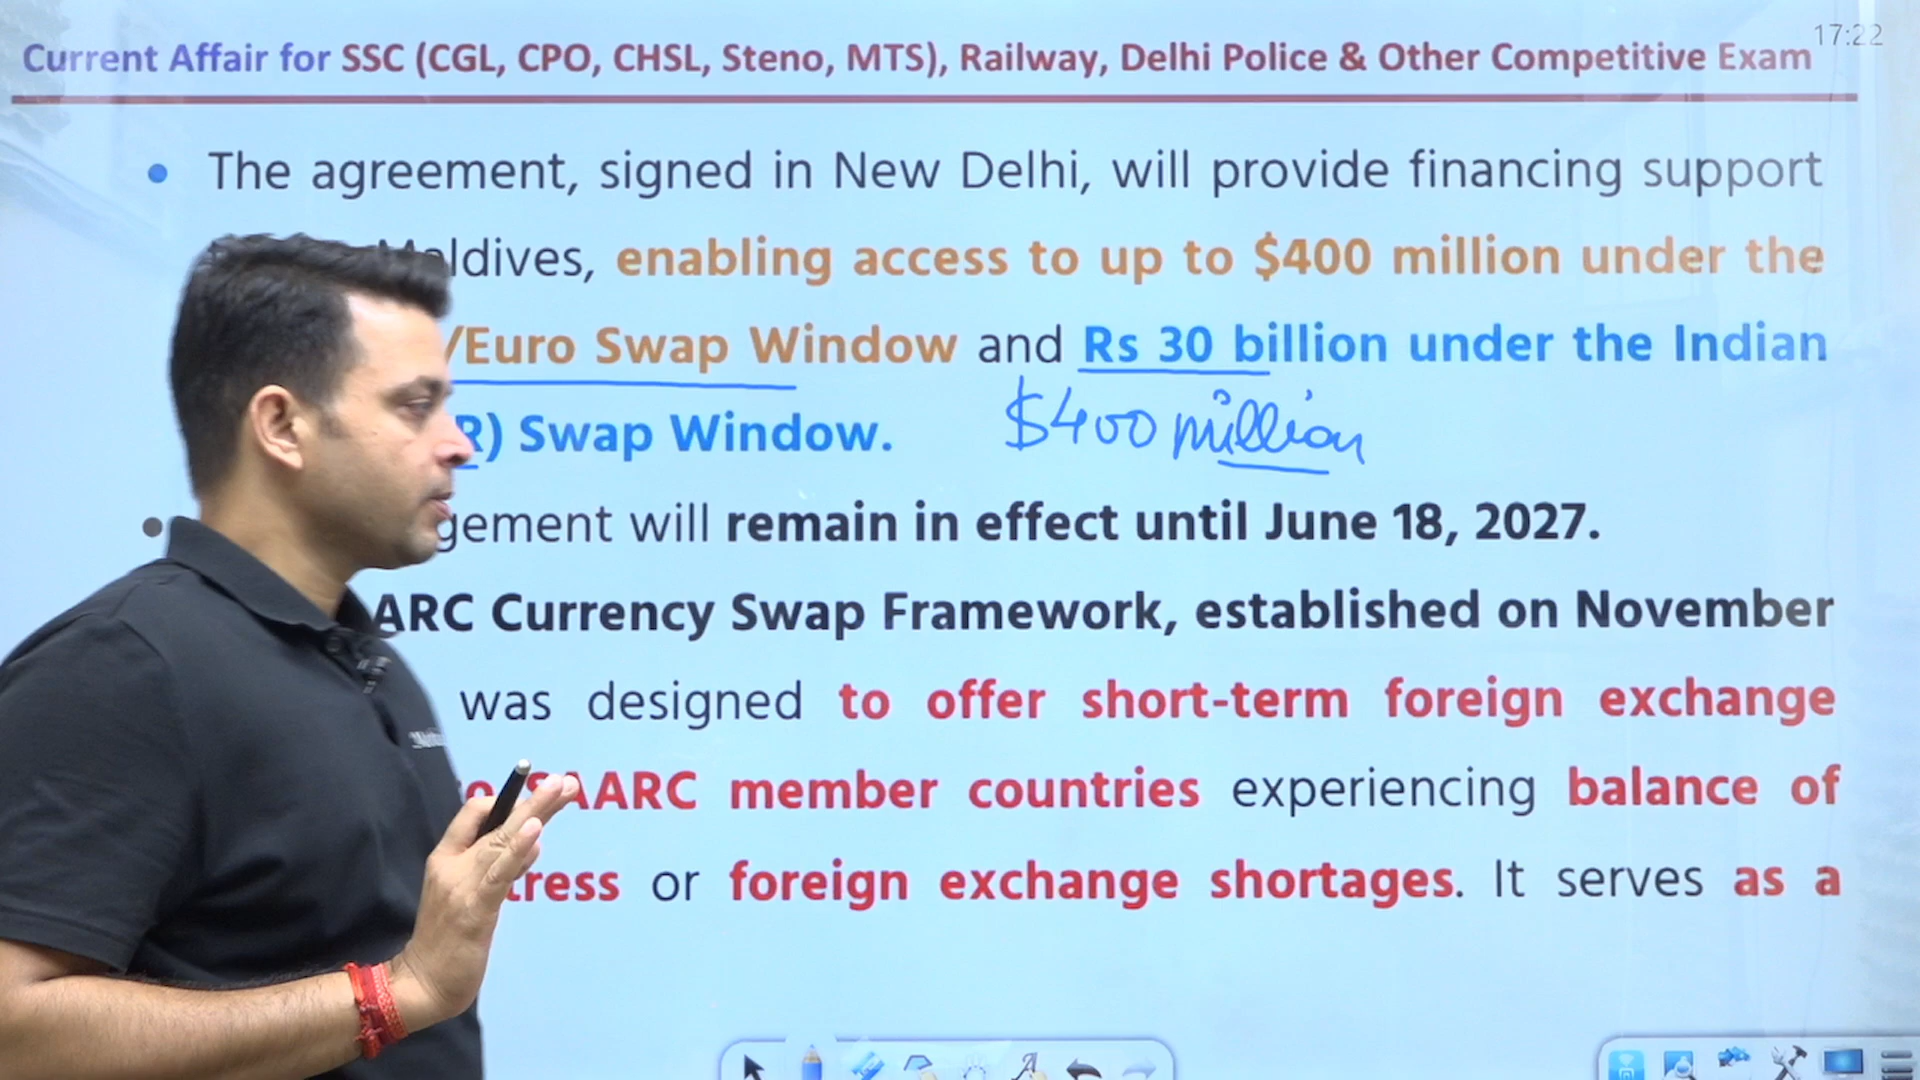 17:22
Current Affair for SSC (CGL, CPO, CHSL, Steno, MTS), Railway, Delhi Police & Other Competitive Exam
The agreement, signed in New Delhi, will provide financing support
Maldives, enabling access to up to $400 million under the
/Euro Swap Window and Rs 30 billion under the Indian
R) Swap Window.
$400 million
gement will remain in effect until June 18, 2027.
ARC Currency Swap Framework, established on November
was designed to offer short-term foreign exchange
SAARC member countries experiencing balance of
tress or foreign exchange shortages. It serves as a